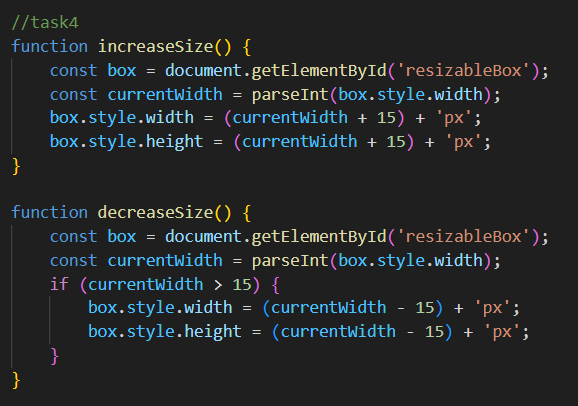 //task4
function increaseSize() {
    const box = document.getElementById('resizableBox');
    const currentWidth = parseInt(box.style.width);
    box.style.width = (currentWidth + 15) + 'px';
    box.style.height = (currentWidth + 15) + 'px';
}

function decreaseSize() {
    const box = document.getElementById('resizableBox');
    const currentWidth = parseInt(box.style.width);
    if (currentWidth > 15) {
        box.style.width = (currentWidth - 15) + 'px';
        box.style.height = (currentWidth - 15) + 'px';
    }
}